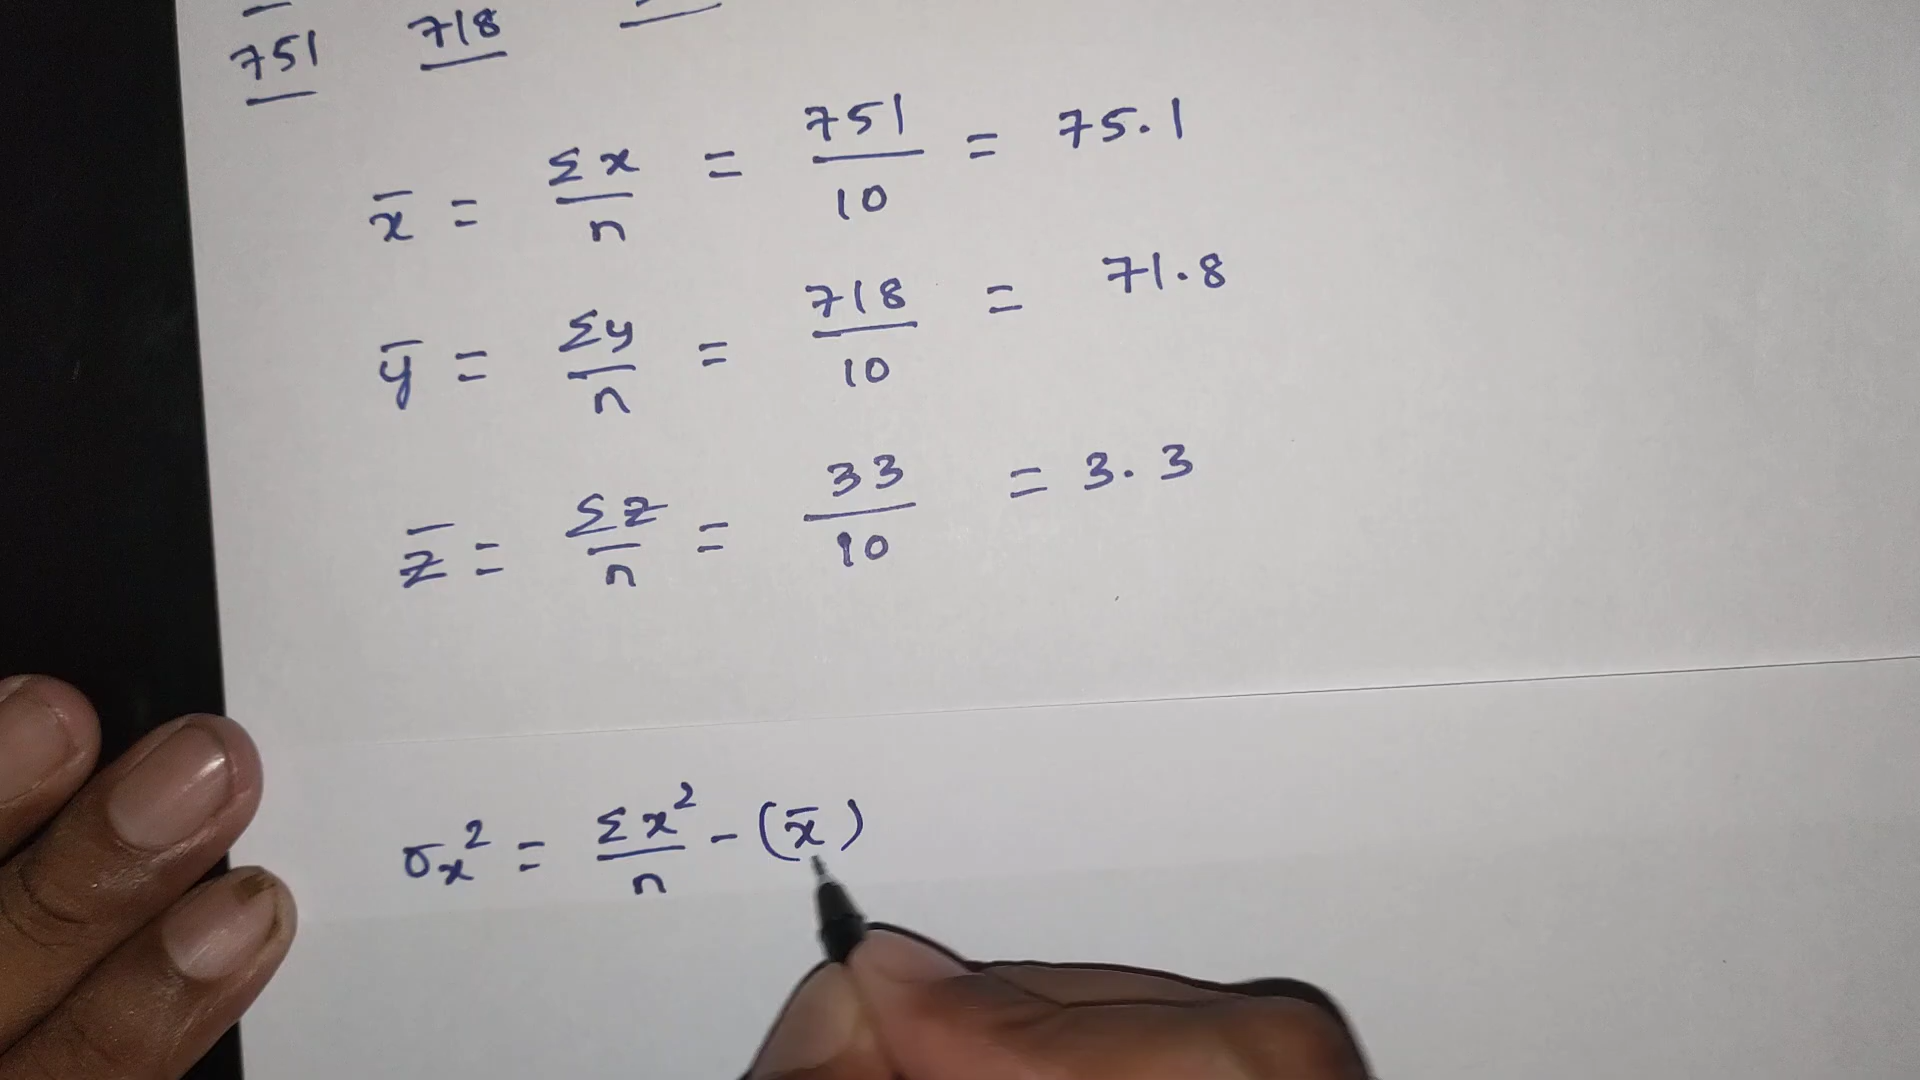 751 718
x̄ = Σx/n = 751/10 = 75.1
ȳ = Σy/n = 718/10 = 71.8
z̄ = Σz/n = 33/10 = 3.3
σx² = Σx²/n - (x̄)